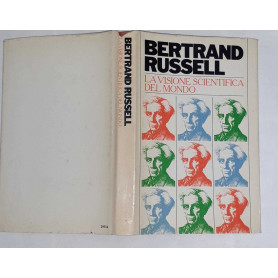 BERTRAND
RUSSELL
LA VISIONE SCIENTIFICA
DEL MONDO
BERTRAND RUSSELL